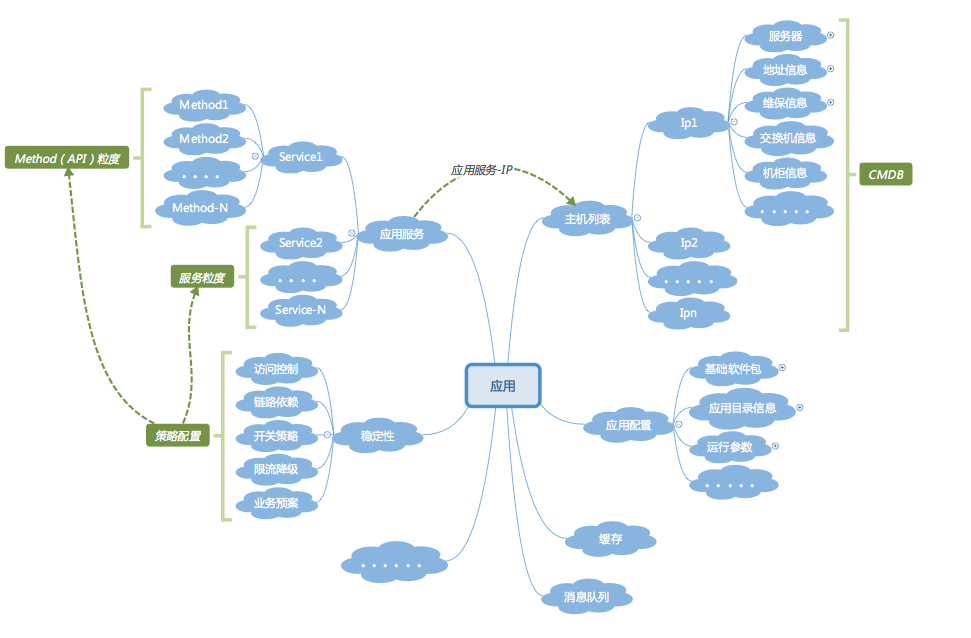 Method（API）粒度
Method1
Method2
. . . .
Method-N
Service1
服务粒度
Service2
. . . .
Service-N
应用服务
应用服务-IP
策略配置
访问控制
链路依赖
开关策略
限流降级
业务预案
稳定性
. . . . . .
应用
主机列表
Ip1
服务器
地址信息
维保信息
交换机信息
机柜信息
. . . . .
CMDB
Ip2
. . . . .
Ipn
应用配置
基础软件包
应用目录信息
运行参数
. . . . .
缓存
消息队列